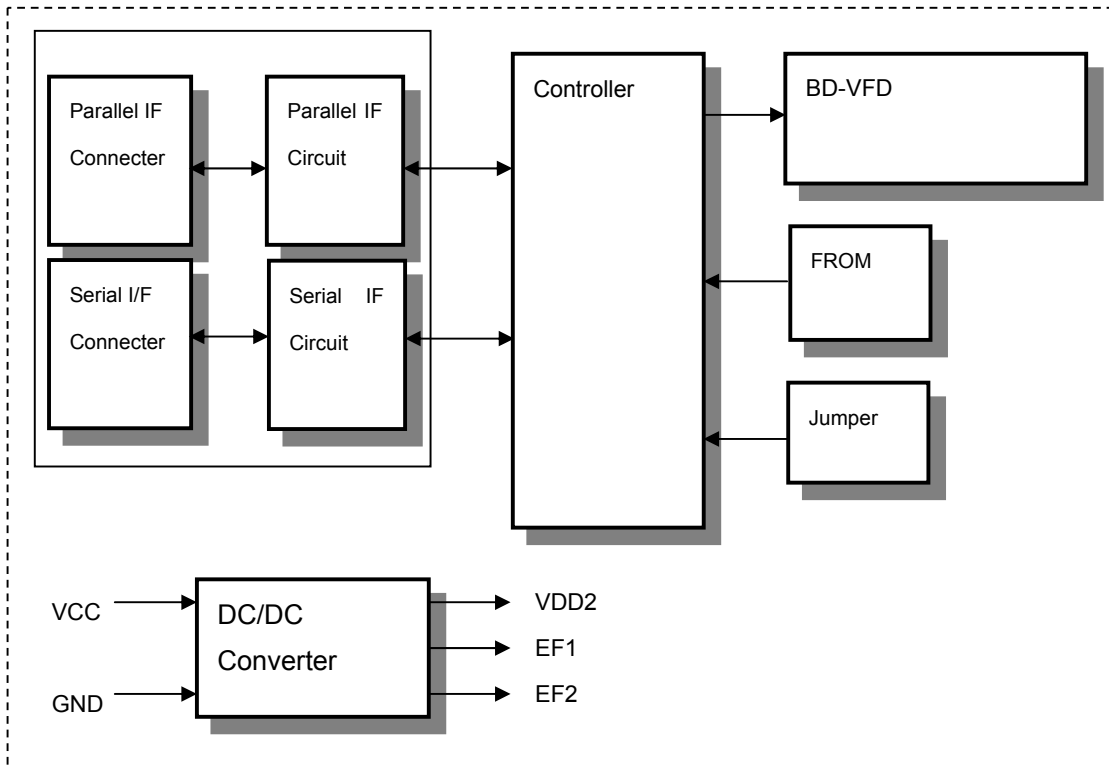 Parallel IF
Connecter
Parallel IF
Circuit
Controller
BD-VFD
FROM
Serial I/F
Connecter
Serial IF
Circuit
Jumper
VCC
GND
DC/DC
Converter
VDD2
EF1
EF2